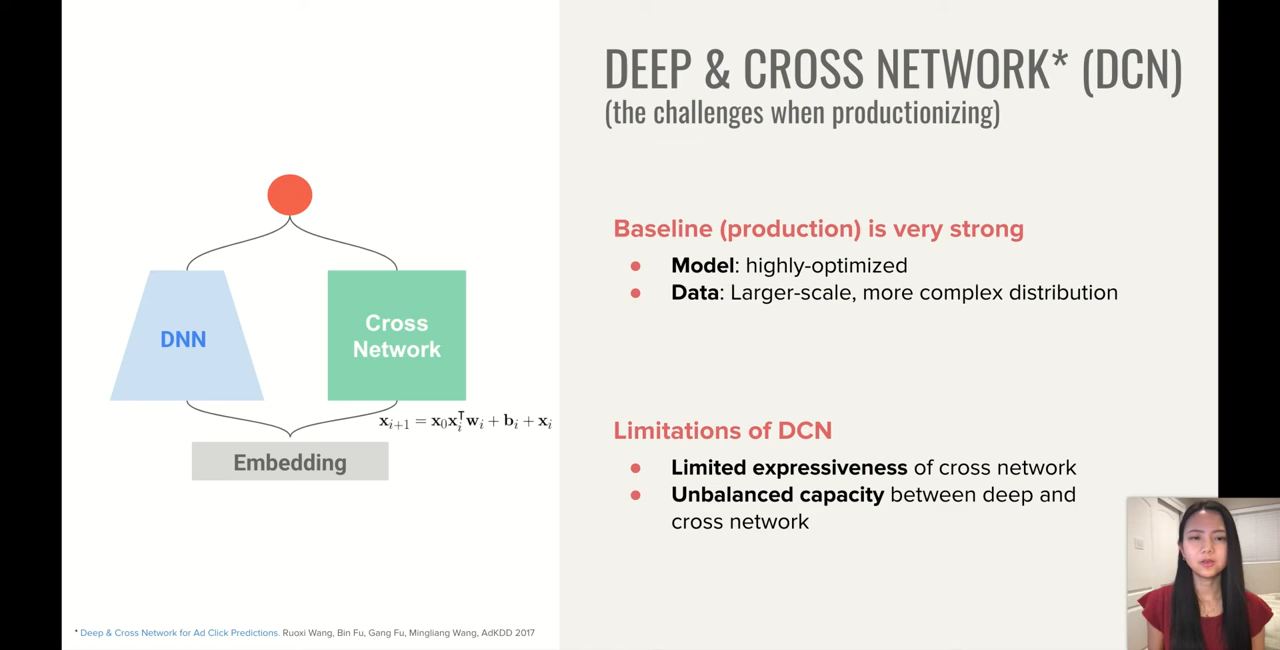 DEEP & CROSS NETWORK* (DCN)
(the challenges when productionizing)
DNN
Cross
Network
x_{i+1} = x_0 x_i^⊺ w_i + b_i + x_i
Embedding
Baseline (production) is very strong
● Model: highly-optimized
● Data: Larger-scale, more complex distribution
Limitations of DCN
● Limited expressiveness of cross network
● Unbalanced capacity between deep and
cross network
* Deep & Cross Network for Ad Click Predictions. Ruoxi Wang, Bin Fu, Gang Fu, Mingliang Wang, AdKDD 2017